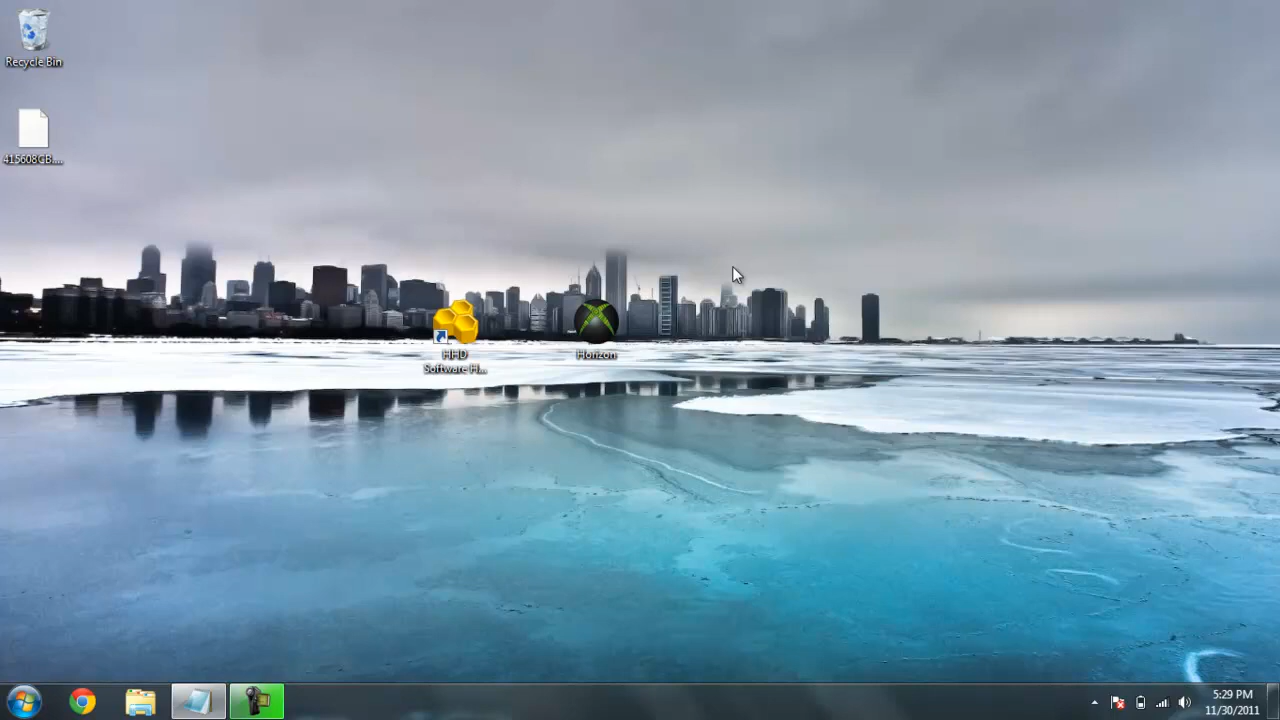 Recycle Bin
415608GB....
HHD
Software H...
Horizon
5:29 PM
11/30/2011